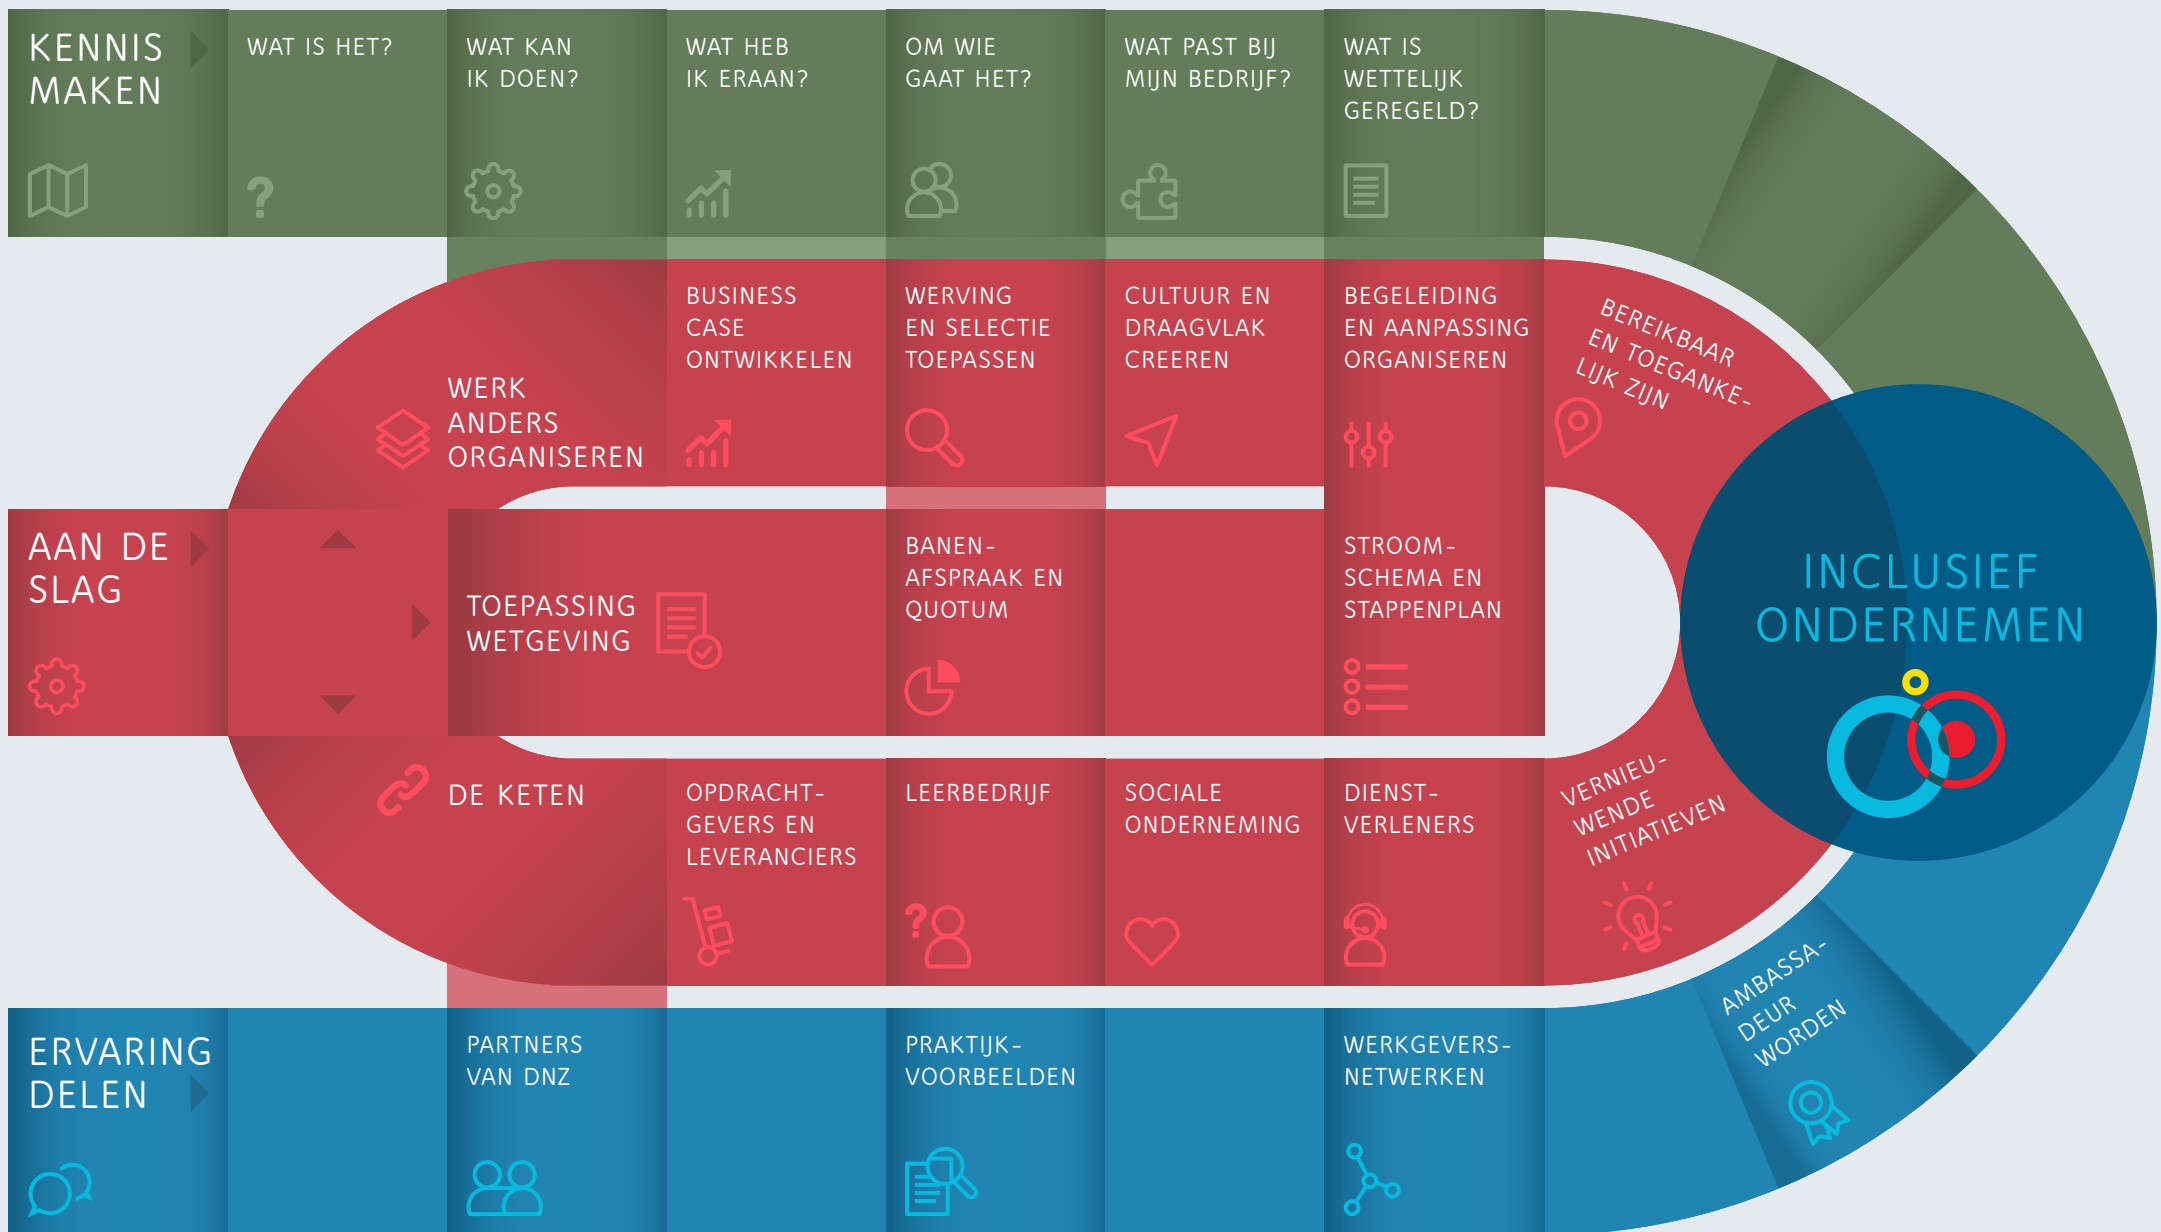 KENNIS
MAKEN
WAT IS HET?
WAT KAN
IK DOEN?
WAT HEB
IK ERAAN?
OM WIE
GAAT HET?
WAT PAST BIJ
MIJN BEDRIJF?
WAT IS
WETTELIJK
GEREGELD?
WERK
ANDERS
ORGANISEREN
BUSINESS
CASE
ONTWIKKELEN
WERVING
EN SELECTIE
TOEPASSEN
CULTUUR EN
DRAAGVLAK
CREEREN
BEGELEIDING
EN AANPASSING
ORGANISEREN
BEREIKBAAR
EN TOEGANKE-
LIJK ZIJN
AAN DE
SLAG
TOEPASSING
WETGEVING
BANEN-
AFSPRAAK EN
QUOTUM
STROOM-
SCHEMA EN
STAPPENPLAN
INCLUSIEF
ONDERNEMEN
DE KETEN
OPDRACHT-
GEVERS EN
LEVERANCIERS
LEERBEDRIJF
SOCIALE
ONDERNEMING
DIENST-
VERLENERS
VERNIEU-
WENDE
INITIATIEVEN
ERVARING
DELEN
PARTNERS
VAN DNZ
PRAKTIJK-
VOORBEELDEN
WERKGEVERS-
NETWERKEN
AMBASSA-
DEUR
WORDEN